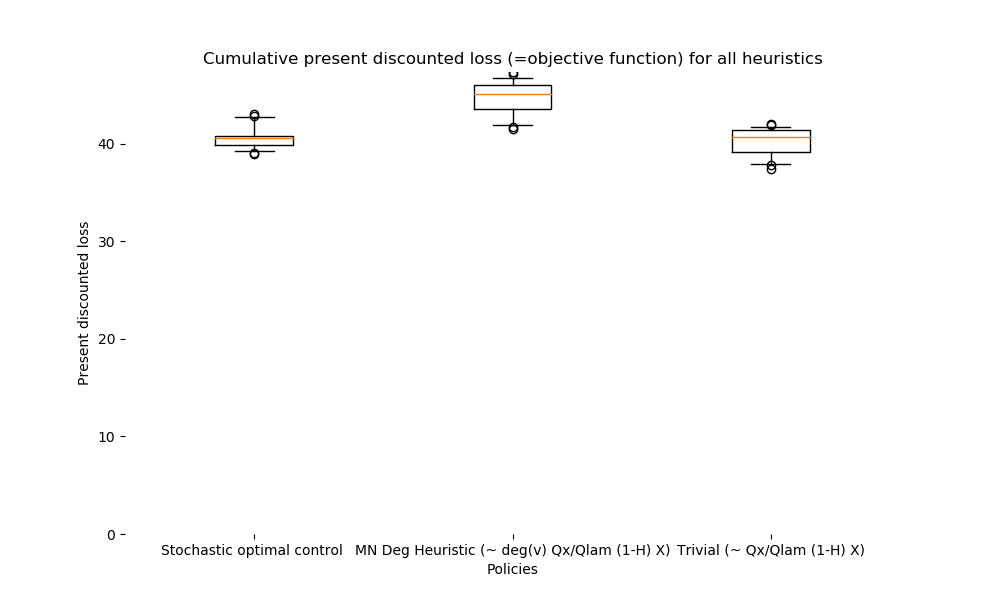 Cumulative present discounted loss (=objective function) for all heuristics
Present discounted loss
40
30
20
10
0
Stochastic optimal control
MN Deg Heuristic (~ deg(v) Qx/Qlam (1-H) X)
Trivial (~ Qx/Qlam (1-H) X)
Policies